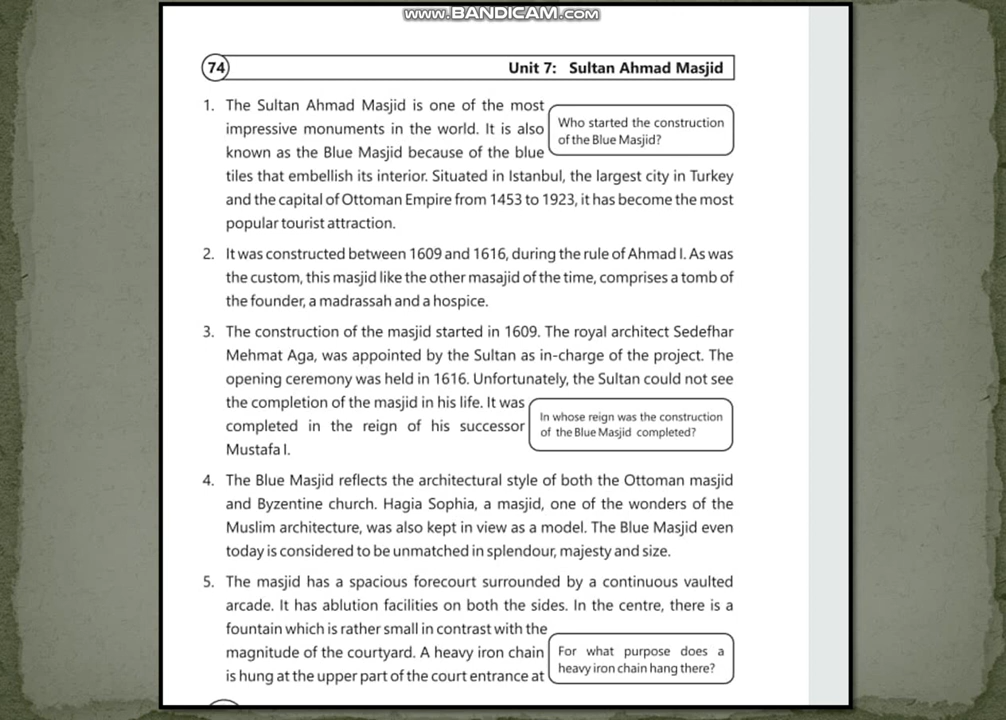 www.BANDICAM.com
74
Unit 7: Sultan Ahmad Masjid
1. The Sultan Ahmad Masjid is one of the most
impressive monuments in the world. It is also
known as the Blue Masjid because of the blue
Who started the construction
of the Blue Masjid?
tiles that embellish its interior. Situated in Istanbul, the largest city in Turkey
and the capital of Ottoman Empire from 1453 to 1923, it has become the most
popular tourist attraction.
2. It was constructed between 1609 and 1616, during the rule of Ahmad I. As was
the custom, this masjid like the other masajid of the time, comprises a tomb of
the founder, a madrassah and a hospice.
3. The construction of the masjid started in 1609. The royal architect Sedefhar
Mehmat Aga, was appointed by the Sultan as in-charge of the project. The
opening ceremony was held in 1616. Unfortunately, the Sultan could not see
the completion of the masjid in his life. It was
completed in the reign of his successor
Mustafa I.
In whose reign was the construction
of the Blue Masjid completed?
4. The Blue Masjid reflects the architectural style of both the Ottoman masjid
and Byzentine church. Hagia Sophia, a masjid, one of the wonders of the
Muslim architecture, was also kept in view as a model. The Blue Masjid even
today is considered to be unmatched in splendour, majesty and size.
5. The masjid has a spacious forecourt surrounded by a continuous vaulted
arcade. It has ablution facilities on both the sides. In the centre, there is a
fountain which is rather small in contrast with the
magnitude of the courtyard. A heavy iron chain
is hung at the upper part of the court entrance at
For what purpose does a
heavy iron chain hang there?